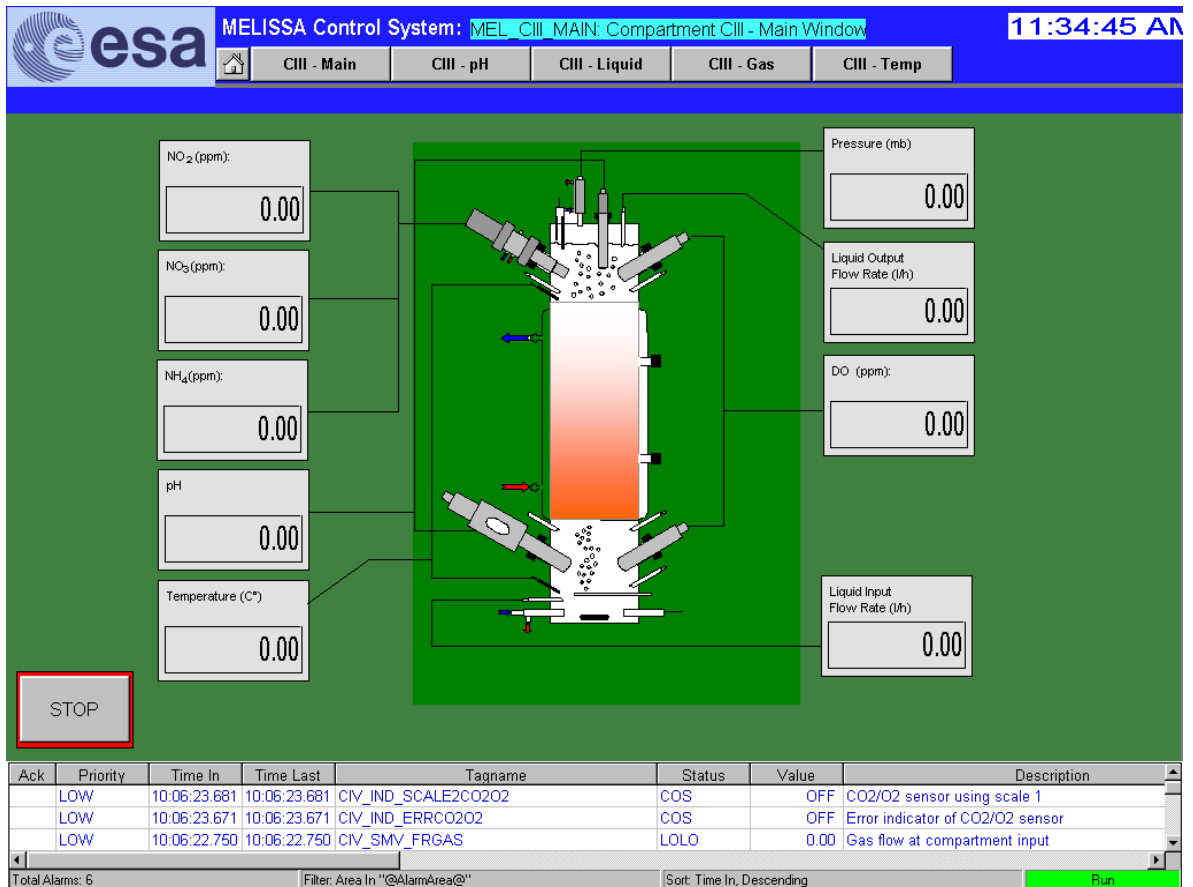 esa
MELISSA Control System: MEL_CIII_MAIN: Compartment CIII - Main Window
11:34:45 AM
CIII - Main
CIII - pH
CIII - Liquid
CIII - Gas
CIII - Temp
NO2 (ppm):
0.00
NO3(ppm):
0.00
NH4(ppm):
0.00
pH
0.00
Temperature (C°)
0.00
Pressure (mb)
0.00
Liquid Output
Flow Rate (l/h)
0.00
DO (ppm):
0.00
Liquid Input
Flow Rate (l/h)
0.00
STOP
Ack Priority Time In Time Last Tagname Status Value Description
LOW 10:06:23.681 10:06:23.681 CIV_IND_SCALE2CO2O2 COS OFF CO2/O2 sensor using scale 1
LOW 10:06:23.671 10:06:23.671 CIV_IND_ERRCO2O2 COS OFF Error indicator of CO2/O2 sensor
LOW 10:06:22.750 10:06:22.750 CIV_SMV_FRGAS LOLO 0.00 Gas flow at compartment input
Total Alarms: 6 Filter: Area In "@AlarmArea@" Sort: Time In, Descending Run